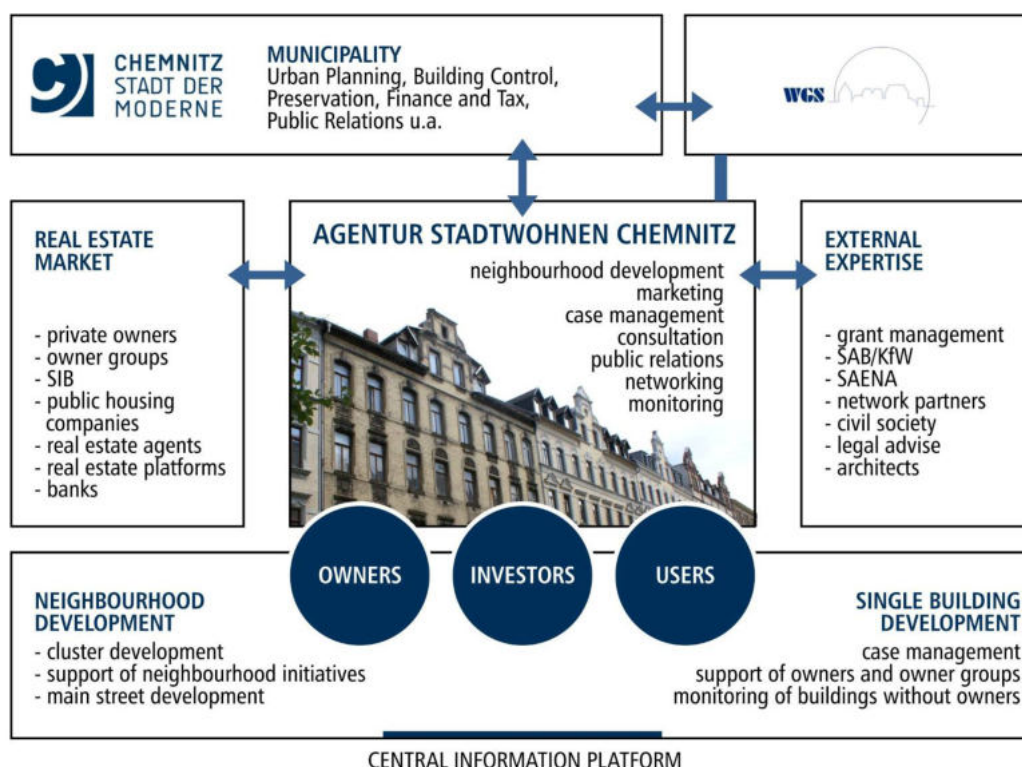 CHEMNITZ
STADT DER
MODERNE
MUNICIPALITY
Urban Planning, Building Control,
Preservation, Finance and Tax,
Public Relations u.a.
WGS
REAL ESTATE
MARKET
- private owners
- owner groups
- SIB
- public housing
companies
- real estate agents
- real estate platforms
- banks
AGENTUR STADTWOHNEN CHEMNITZ
neighbourhood development
marketing
case management
consultation
public relations
networking
monitoring
EXTERNAL
EXPERTISE
- grant management
- SAB/KfW
- SAENA
- network partners
- civil society
- legal advise
- architects
OWNERS
INVESTORS
USERS
NEIGHBOURHOOD
DEVELOPMENT
- cluster development
- support of neighbourhood initiatives
- main street development
SINGLE BUILDING
DEVELOPMENT
case management
support of owners and owner groups
monitoring of buildings without owners
CENTRAL INFORMATION PLATFORM